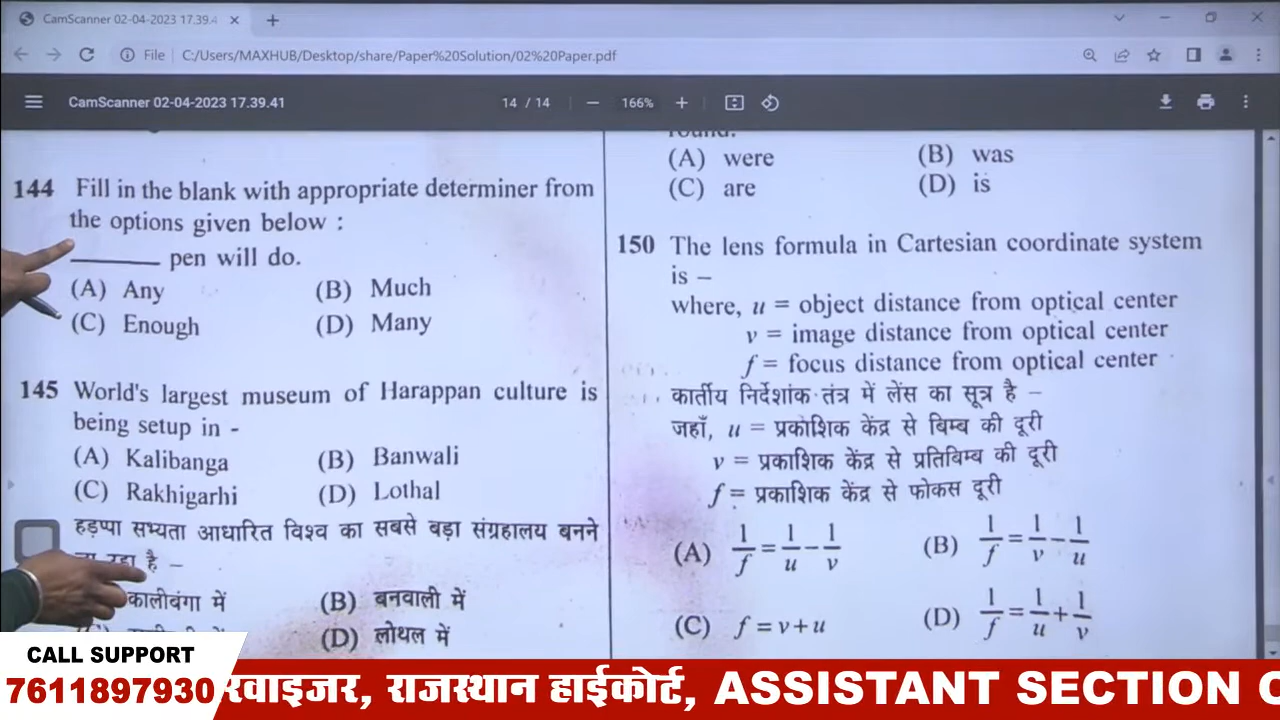 CamScanner 02-04-2023 17.39.4
File C:/Users/MAXHUB/Desktop/share/Paper%20Solution/02%20Paper.pdf
CamScanner 02-04-2023 17.39.41
14 / 14
166%
144 Fill in the blank with appropriate determiner from
the options given below :
______ pen will do.
(A) Any (B) Much
(C) Enough (D) Many
145 World's largest museum of Harappan culture is
being setup in -
(A) Kalibanga (B) Banwali
(C) Rakhigarhi (D) Lothal
हड़प्पा सभ्यता आधारित विश्व का सबसे बड़ा संग्रहालय बनने
रहा है –
कालीबंगा में (B) बनवाली में
(D) लोथल में
round.
(A) were (B) was
(C) are (D) is
150 The lens formula in Cartesian coordinate system
is –
where, u = object distance from optical center
v = image distance from optical center
f = focus distance from optical center
कार्तीय निर्देशांक तंत्र में लेंस का सूत्र है –
जहाँ, u = प्रकाशिक केंद्र से बिम्ब की दूरी
v = प्रकाशिक केंद्र से प्रतिबिम्ब की दूरी
f = प्रकाशिक केंद्र से फोकस दूरी
(A) 1/f = 1/u − 1/v (B) 1/f = 1/v − 1/u
(C) f = v + u (D) 1/f = 1/u + 1/v
CALL SUPPORT
7611897930
रवाइजर, राजस्थान हाईकोर्ट, ASSISTANT SECTION